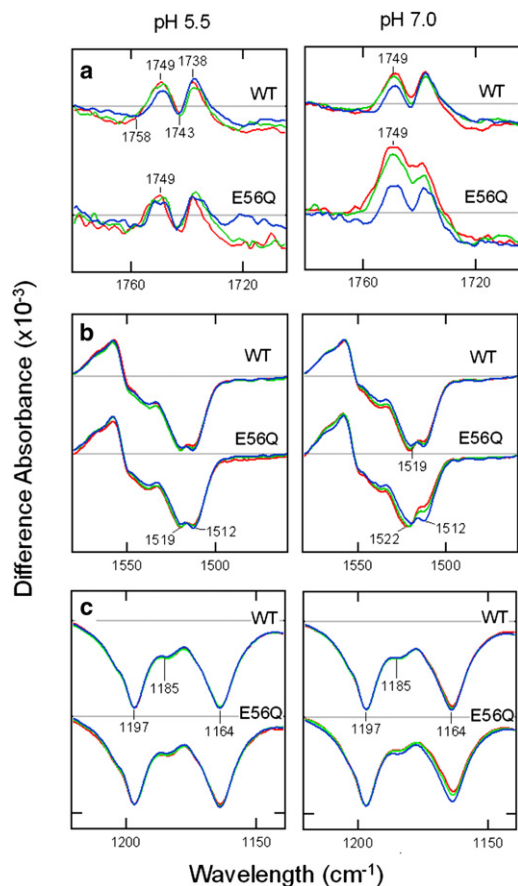 pH 5.5
pH 7.0
a
1749
1738
WT
1758
1743
1749
E56Q
1760
1720
1749
WT
1749
E56Q
1760
1720
b
WT
E56Q
1519
1512
1550
1500
WT
1519
E56Q
1522
1512
1550
1500
c
WT
1185
E56Q
1197
1164
1200
1150
WT
1185
E56Q
1197
1164
1200
1150
Difference Absorbance (x10-3)
Wavelength (cm-1)